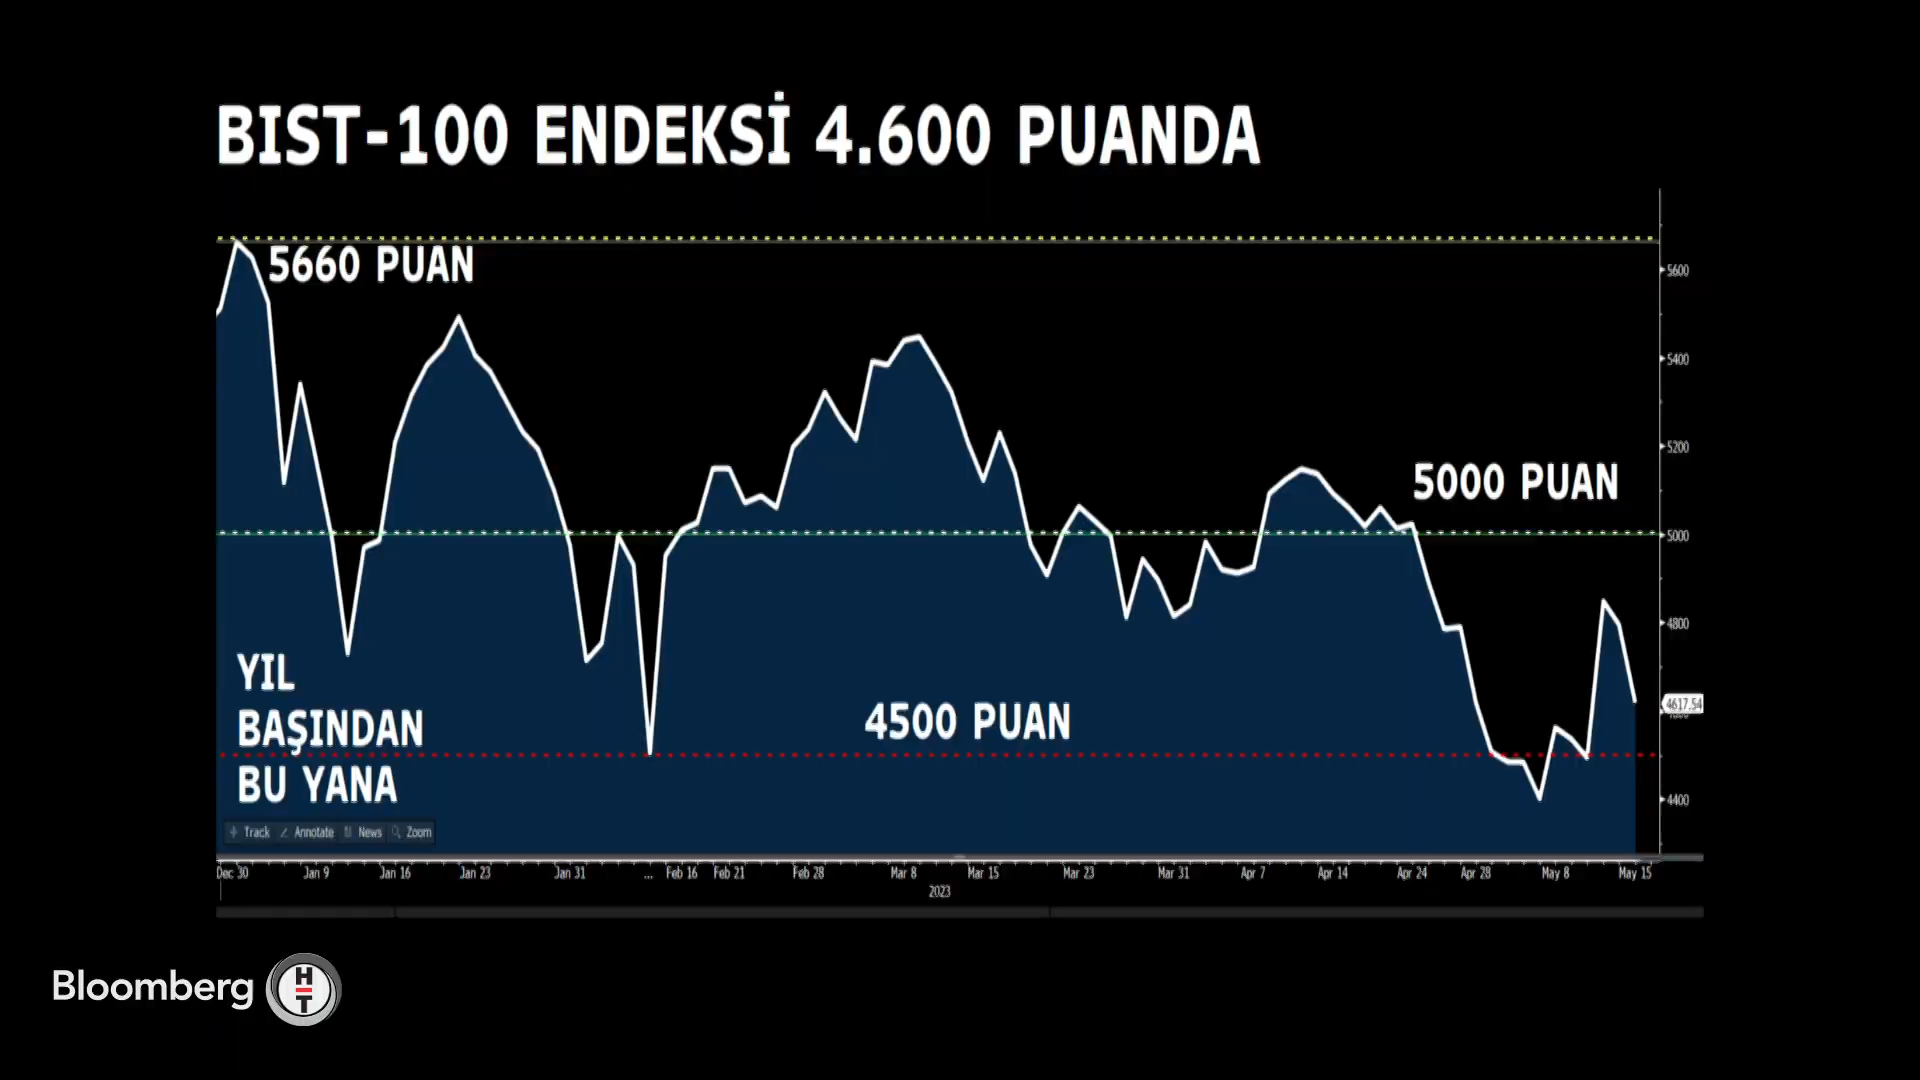 BIST-100 ENDEKSİ 4.600 PUANDA
5660 PUAN
5600
5400
5200
5000 PUAN
5000
4800
4617.54
4500 PUAN
4400
YIL
BAŞINDAN
BU YANA
Track Annotate News Zoom
Dec 30 Jan 9 Jan 16 Jan 23 Jan 31 ... Feb 16 Feb 21 Feb 28 Mar 8 Mar 15 Mar 23 Mar 31 Apr 7 Apr 14 Apr 24 Apr 28 May 8 May 15
2023
Bloomberg HT